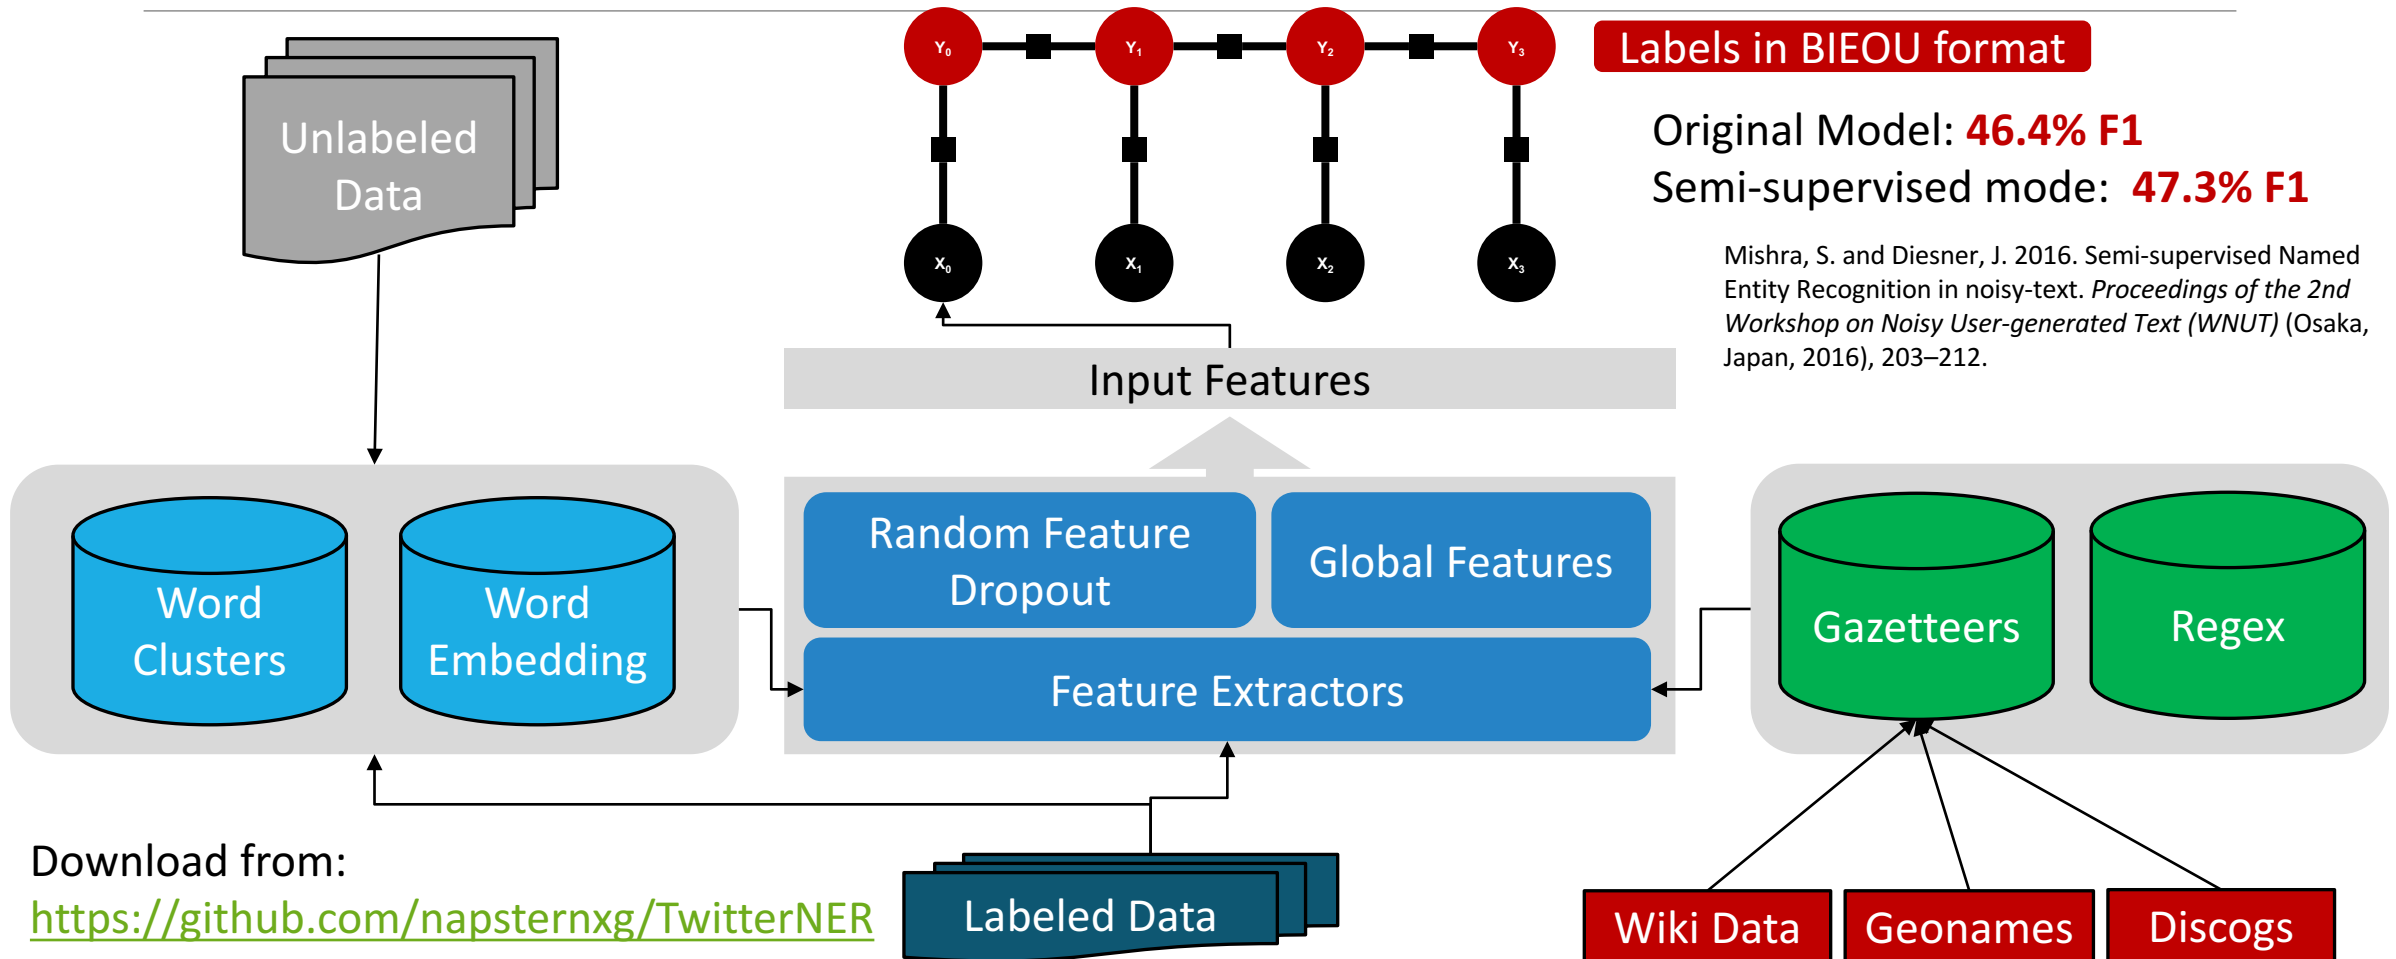 Y0
Y1
Y2
Y3
Labels in BIEOU format
Unlabeled
Data
Original Model: 46.4% F1
Semi-supervised mode: 47.3% F1
X0
X1
X2
X3
Mishra, S. and Diesner, J. 2016. Semi-supervised Named
Entity Recognition in noisy-text. Proceedings of the 2nd
Workshop on Noisy User-generated Text (WNUT) (Osaka,
Japan, 2016), 203–212.
Input Features
Word
Clusters
Word
Embedding
Random Feature
Dropout
Global Features
Feature Extractors
Gazetteers
Regex
Download from:
https://github.com/napsternxg/TwitterNER
Labeled Data
Wiki Data
Geonames
Discogs